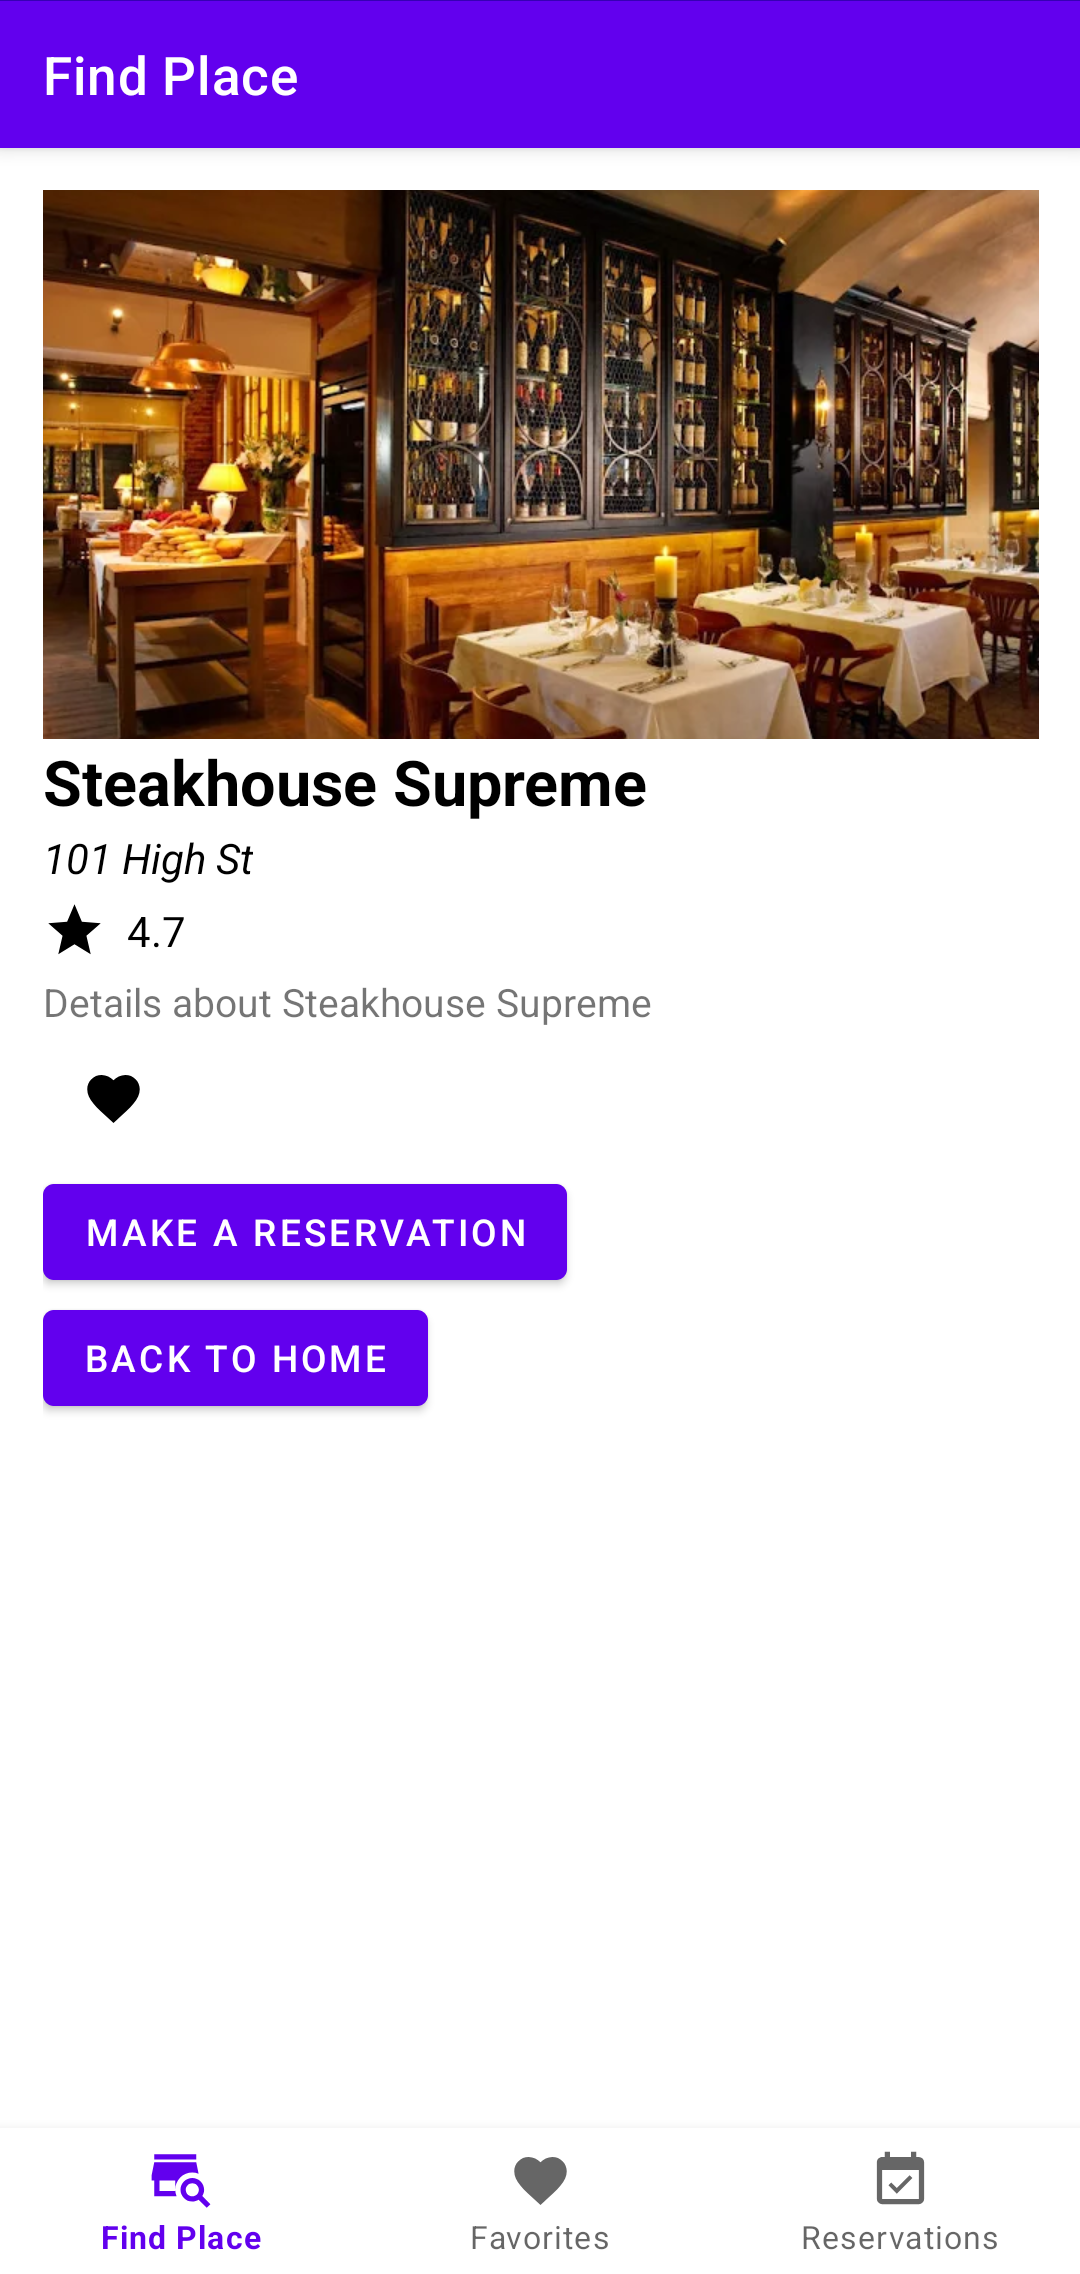 Find Place
Steakhouse Supreme
101 High St
4.7
Details about Steakhouse Supreme
MAKE A RESERVATION
BACK TO HOME
Find Place
Favorites
Reservations